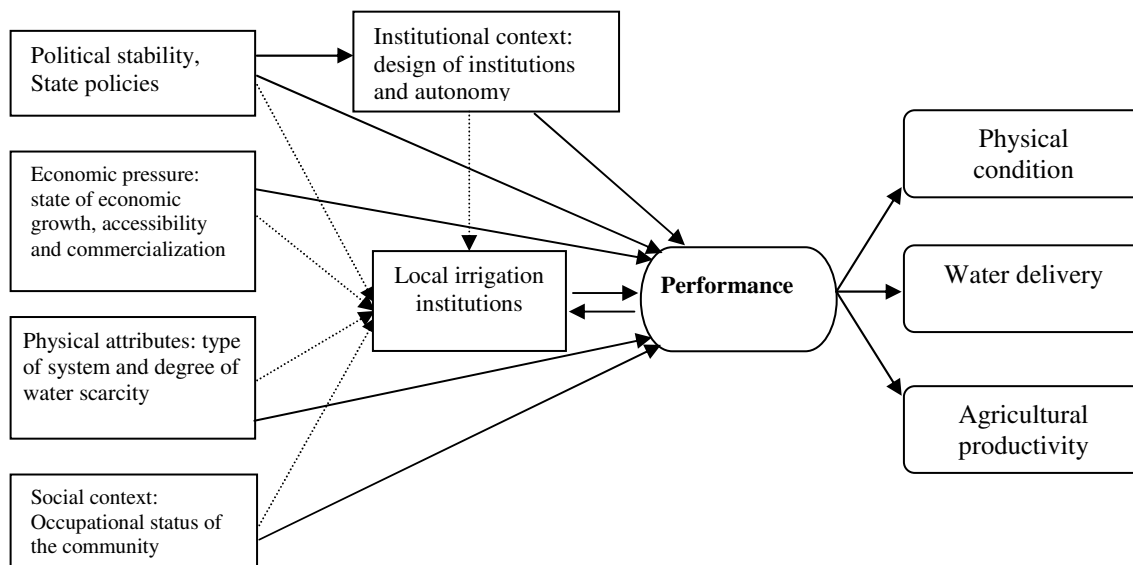 Political stability,
State policies
Institutional context:
design of institutions
and autonomy
Economic pressure:
state of economic
growth, accessibility
and commercialization
Physical attributes: type
of system and degree of
water scarcity
Social context:
Occupational status of
the community
Local irrigation
institutions
Performance
Physical
condition
Water delivery
Agricultural
productivity